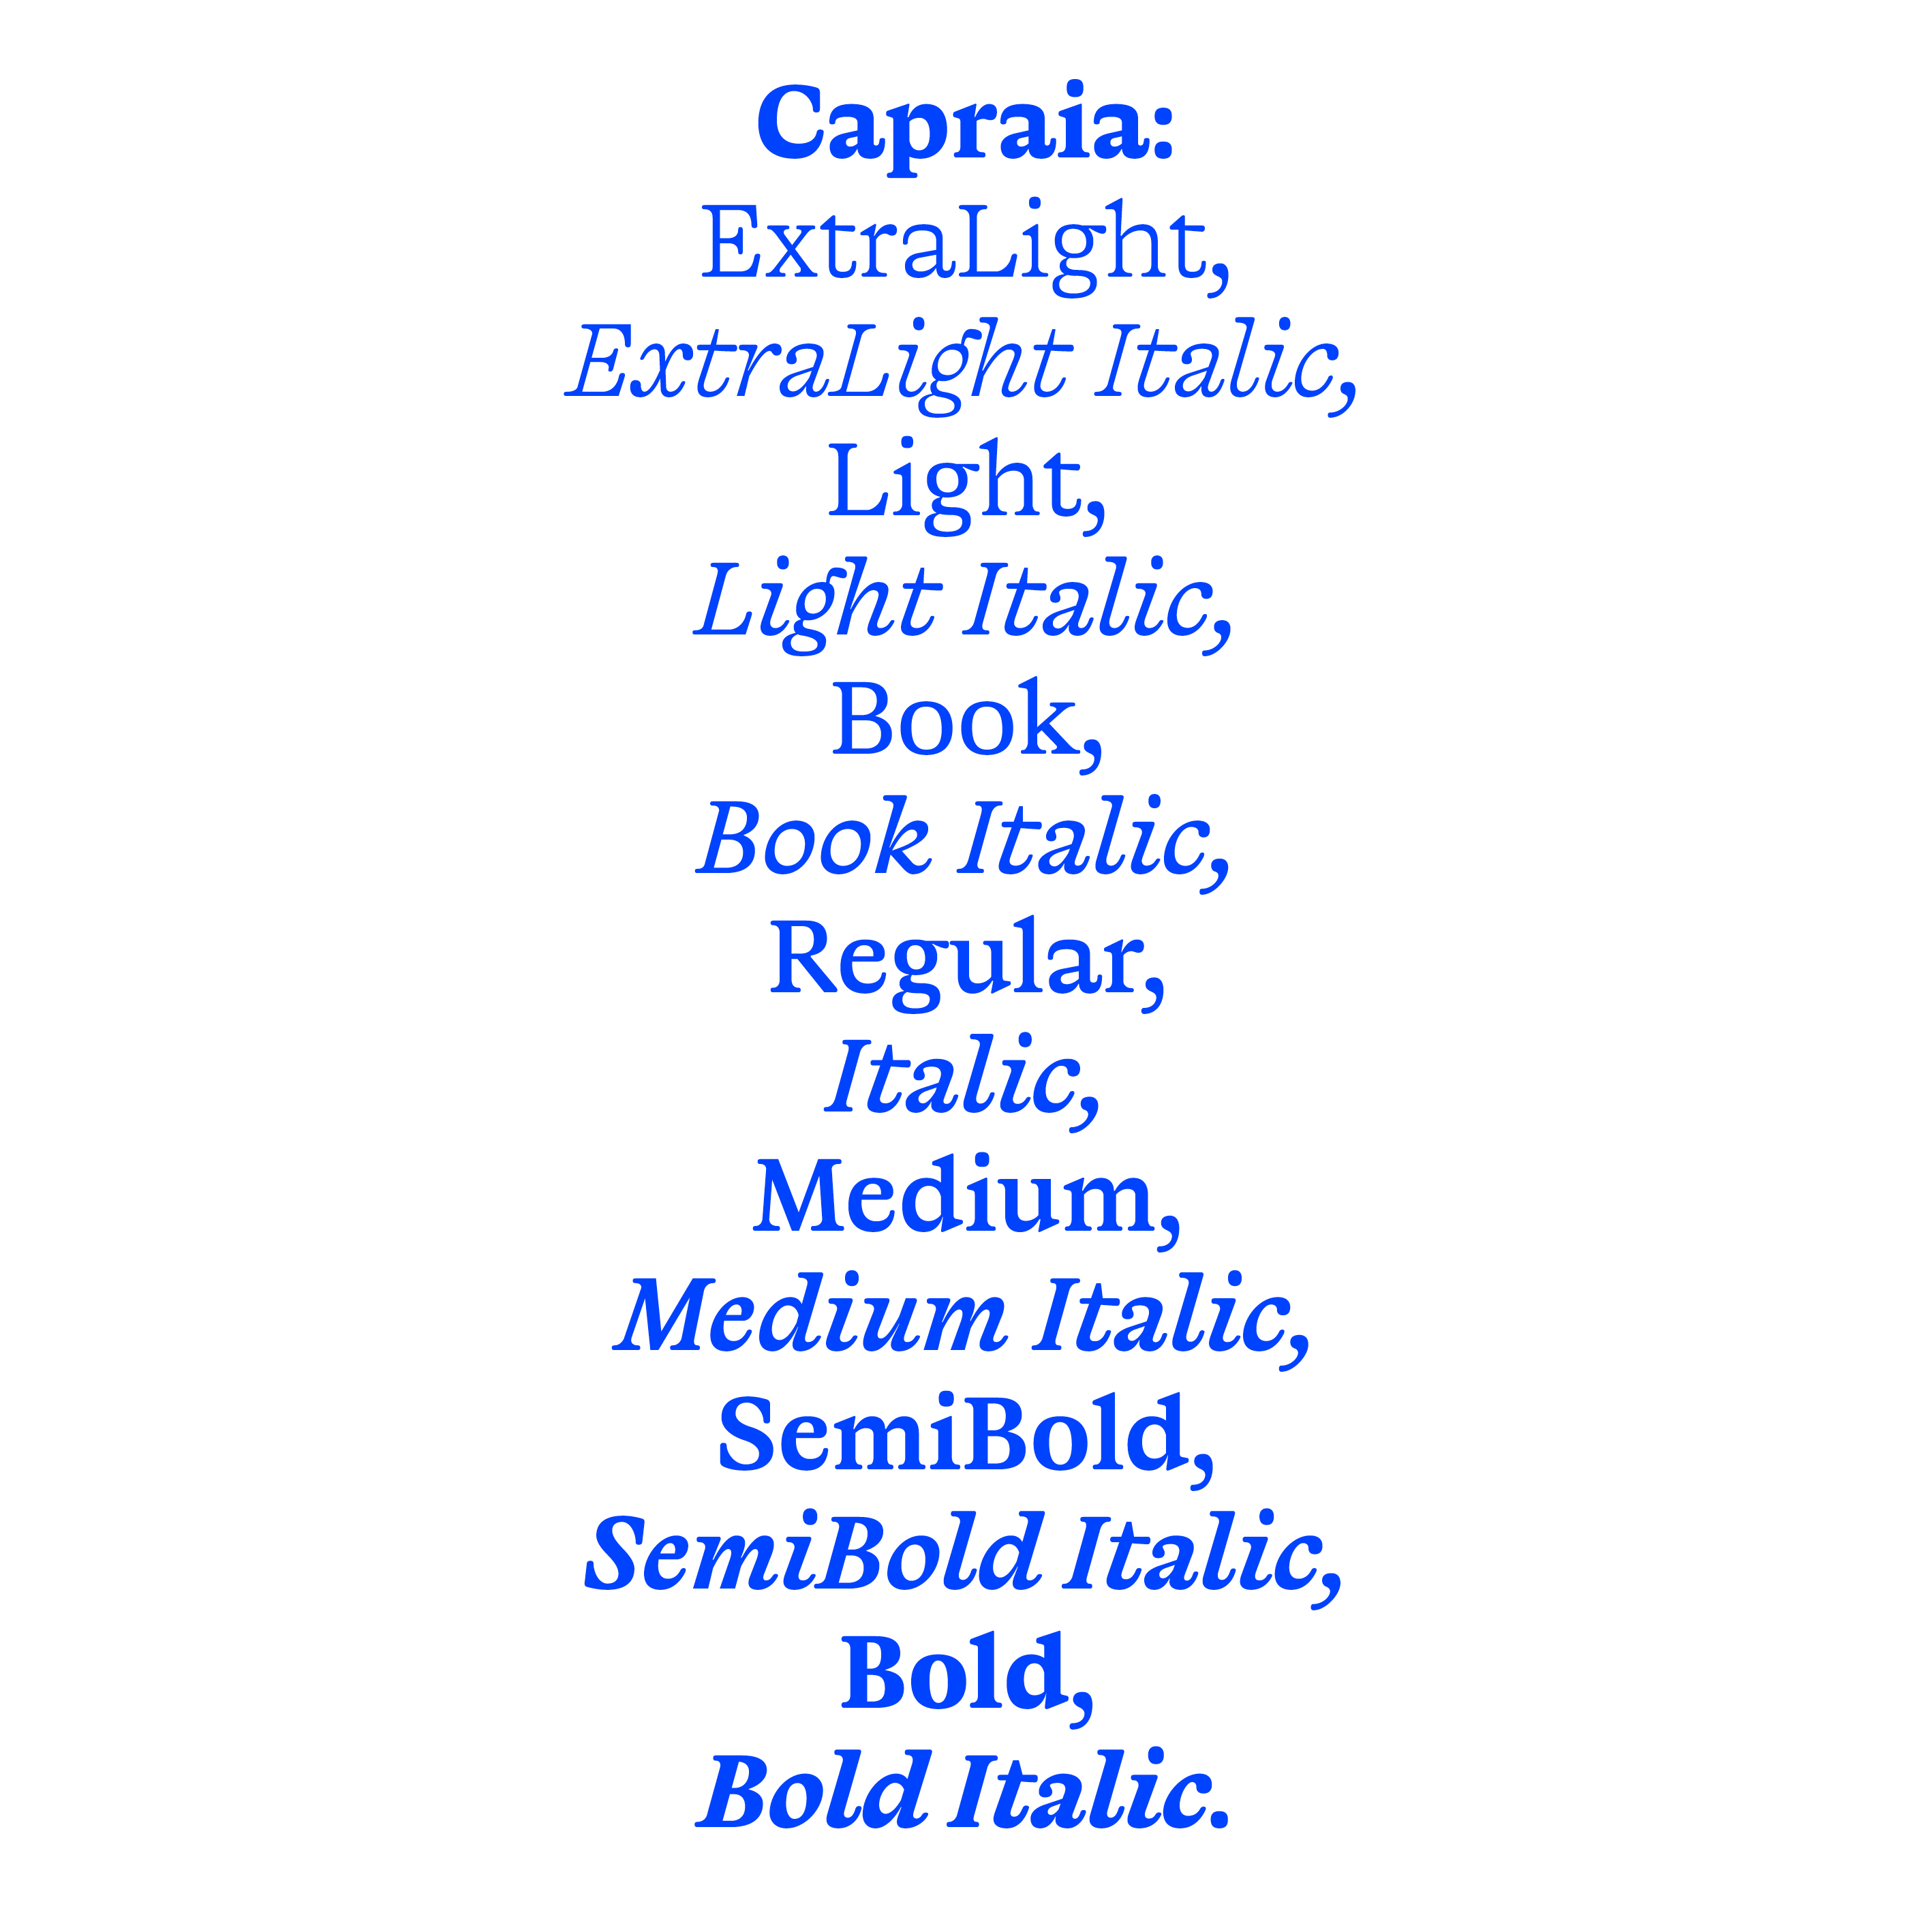 Capraia:
ExtraLight,
ExtraLight Italic,
Light,
Light Italic,
Book,
Book Italic,
Regular,
Italic,
Medium,
Medium Italic,
SemiBold,
SemiBold Italic,
Bold,
Bold Italic.